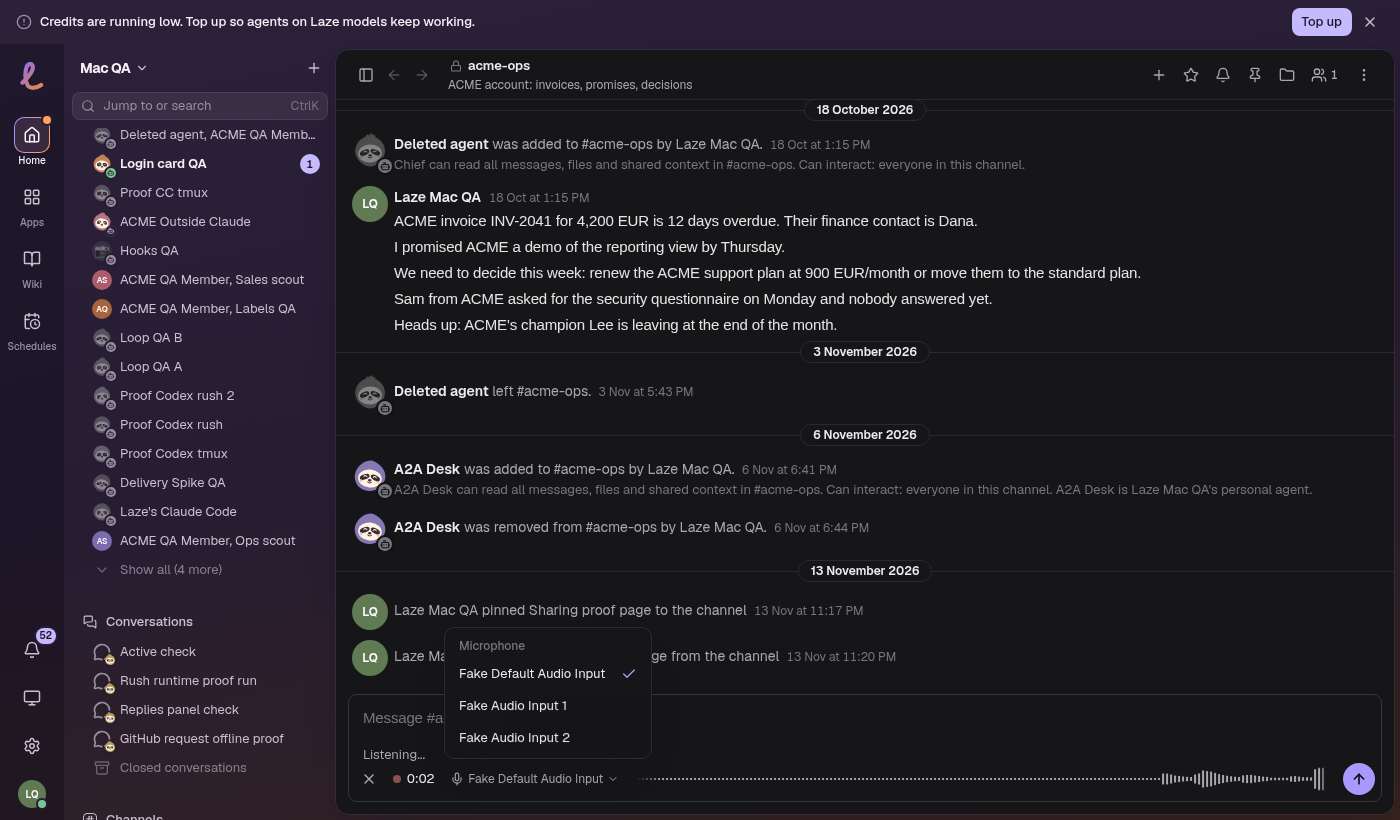 Credits are running low. Top up so agents on Laze models keep working.
Top up
Mac QA
Jump to or search
CtrlK
Home
Apps
Wiki
Schedules
52
LQ
Deleted agent, ACME QA Memb...
Login card QA
1
Proof CC tmux
ACME Outside Claude
Hooks QA
AS
ACME QA Member, Sales scout
AQ
ACME QA Member, Labels QA
Loop QA B
Loop QA A
Proof Codex rush 2
Proof Codex rush
Proof Codex tmux
Delivery Spike QA
Laze's Claude Code
AS
ACME QA Member, Ops scout
Show all (4 more)
Conversations
Active check
Rush runtime proof run
Replies panel check
GitHub request offline proof
Closed conversations
Channels
acme-ops
ACME account: invoices, promises, decisions
1
18 October 2026
Deleted agent was added to #acme-ops by Laze Mac QA. 18 Oct at 1:15 PM
Chief can read all messages, files and shared context in #acme-ops. Can interact: everyone in this channel.
LQ
Laze Mac QA 18 Oct at 1:15 PM
ACME invoice INV-2041 for 4,200 EUR is 12 days overdue. Their finance contact is Dana.
I promised ACME a demo of the reporting view by Thursday.
We need to decide this week: renew the ACME support plan at 900 EUR/month or move them to the standard plan.
Sam from ACME asked for the security questionnaire on Monday and nobody answered yet.
Heads up: ACME's champion Lee is leaving at the end of the month.
3 November 2026
Deleted agent left #acme-ops. 3 Nov at 5:43 PM
6 November 2026
A2A Desk was added to #acme-ops by Laze Mac QA. 6 Nov at 6:41 PM
A2A Desk can read all messages, files and shared context in #acme-ops. Can interact: everyone in this channel. A2A Desk is Laze Mac QA's personal agent.
A2A Desk was removed from #acme-ops by Laze Mac QA. 6 Nov at 6:44 PM
13 November 2026
LQ
Laze Mac QA pinned Sharing proof page to the channel 13 Nov at 11:17 PM
LQ
Laze Ma
ge from the channel 13 Nov at 11:20 PM
Microphone
Fake Default Audio Input
Fake Audio Input 1
Fake Audio Input 2
Message #a
Listening...
0:02
Fake Default Audio Input